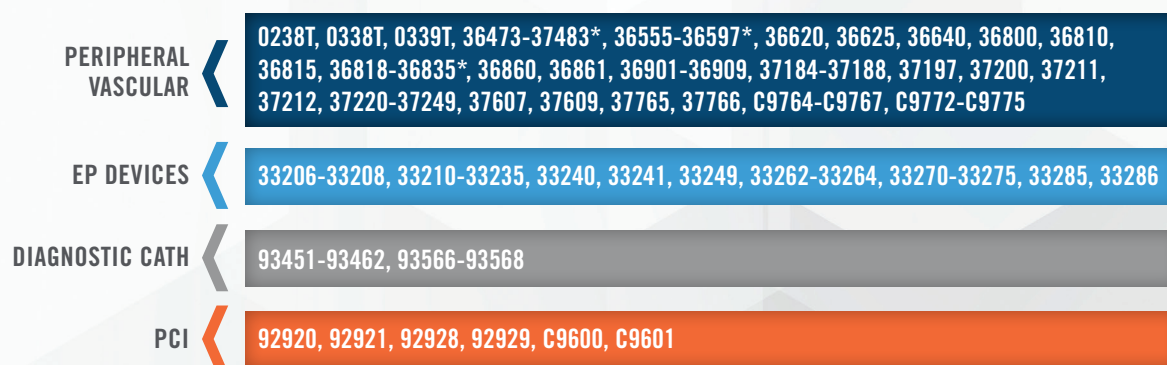 PERIPHERAL
VASCULAR
0238T, 0338T, 0339T, 36473-37483*, 36555-36597*, 36620, 36625, 36640, 36800, 36810,
36815, 36818-36835*, 36860, 36861, 36901-36909, 37184-37188, 37197, 37200, 37211,
37212, 37220-37249, 37607, 37609, 37765, 37766, C9764-C9767, C9772-C9775
EP DEVICES
33206-33208, 33210-33235, 33240, 33241, 33249, 33262-33264, 33270-33275, 33285, 33286
DIAGNOSTIC CATH
93451-93462, 93566-93568
PCI
92920, 92921, 92928, 92929, C9600, C9601